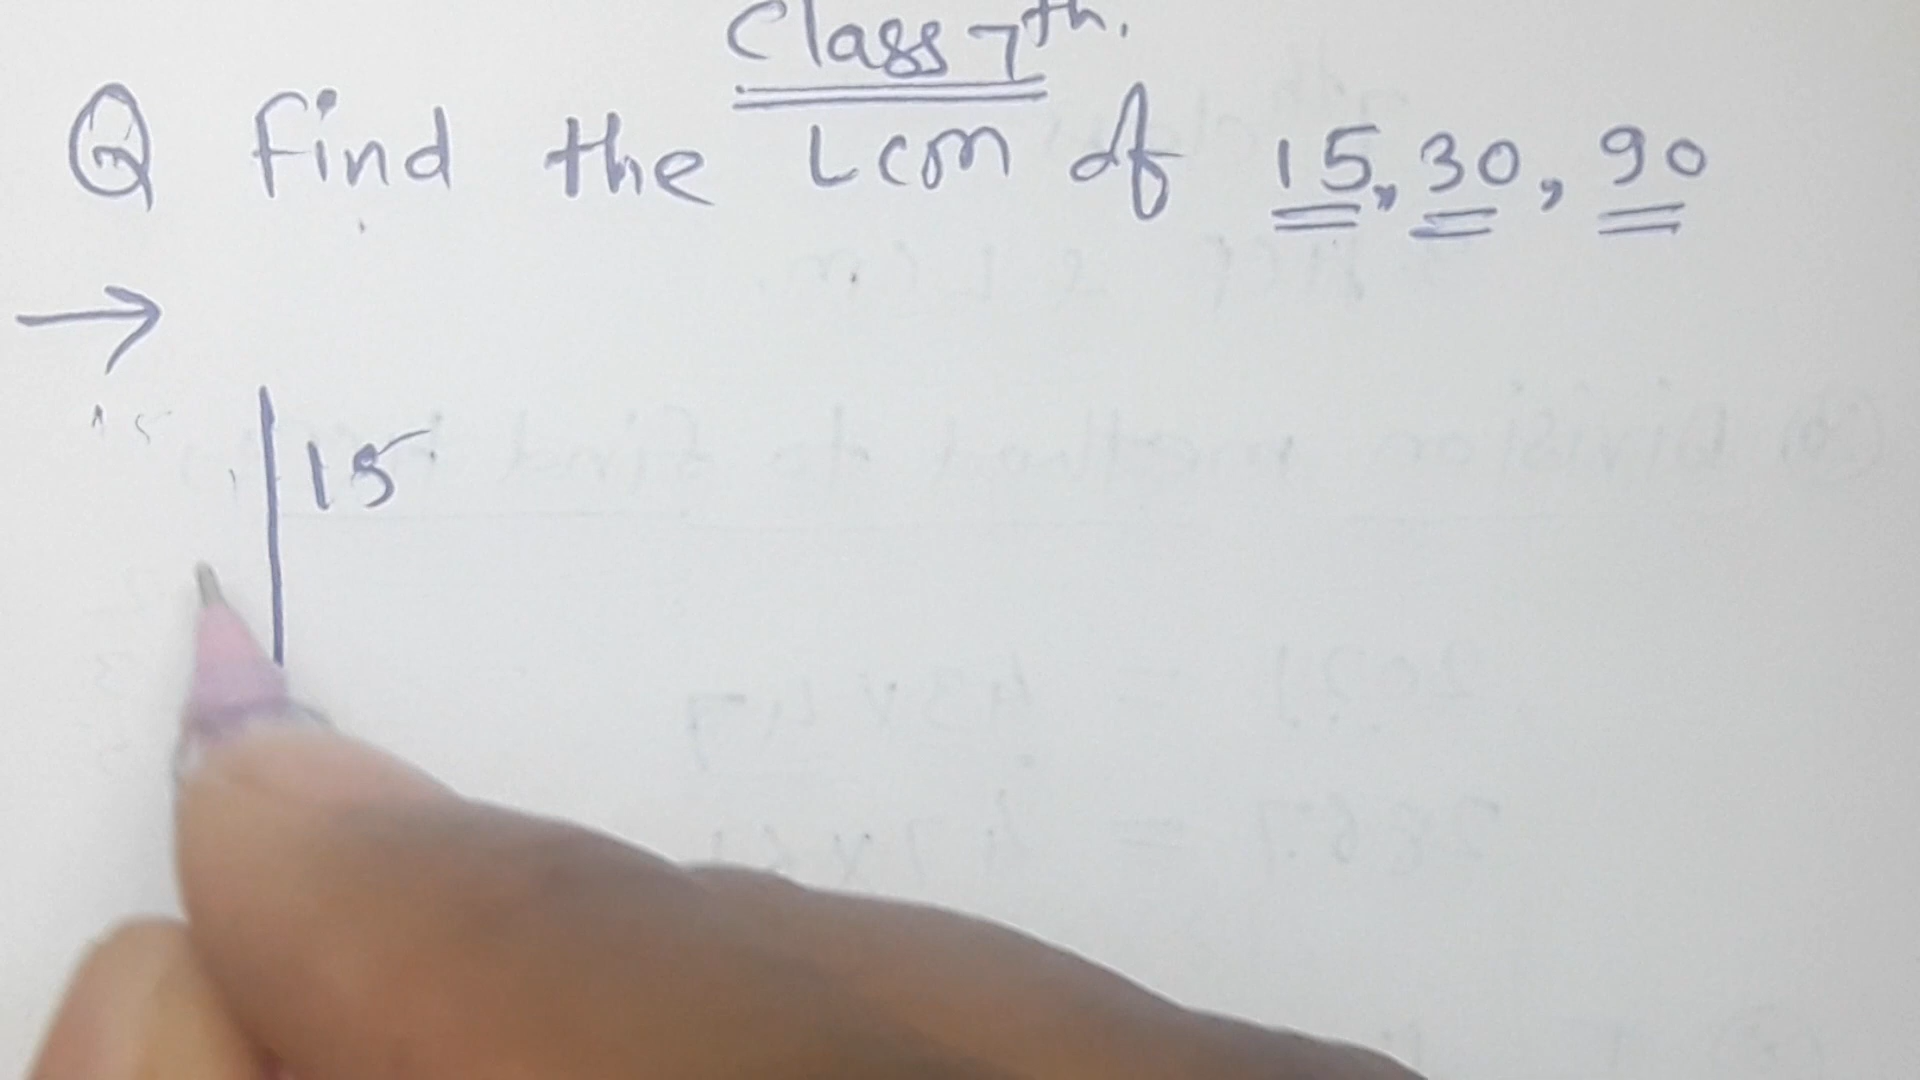 Class 7th.
Q Find the LCM of 15, 30, 90
→
15